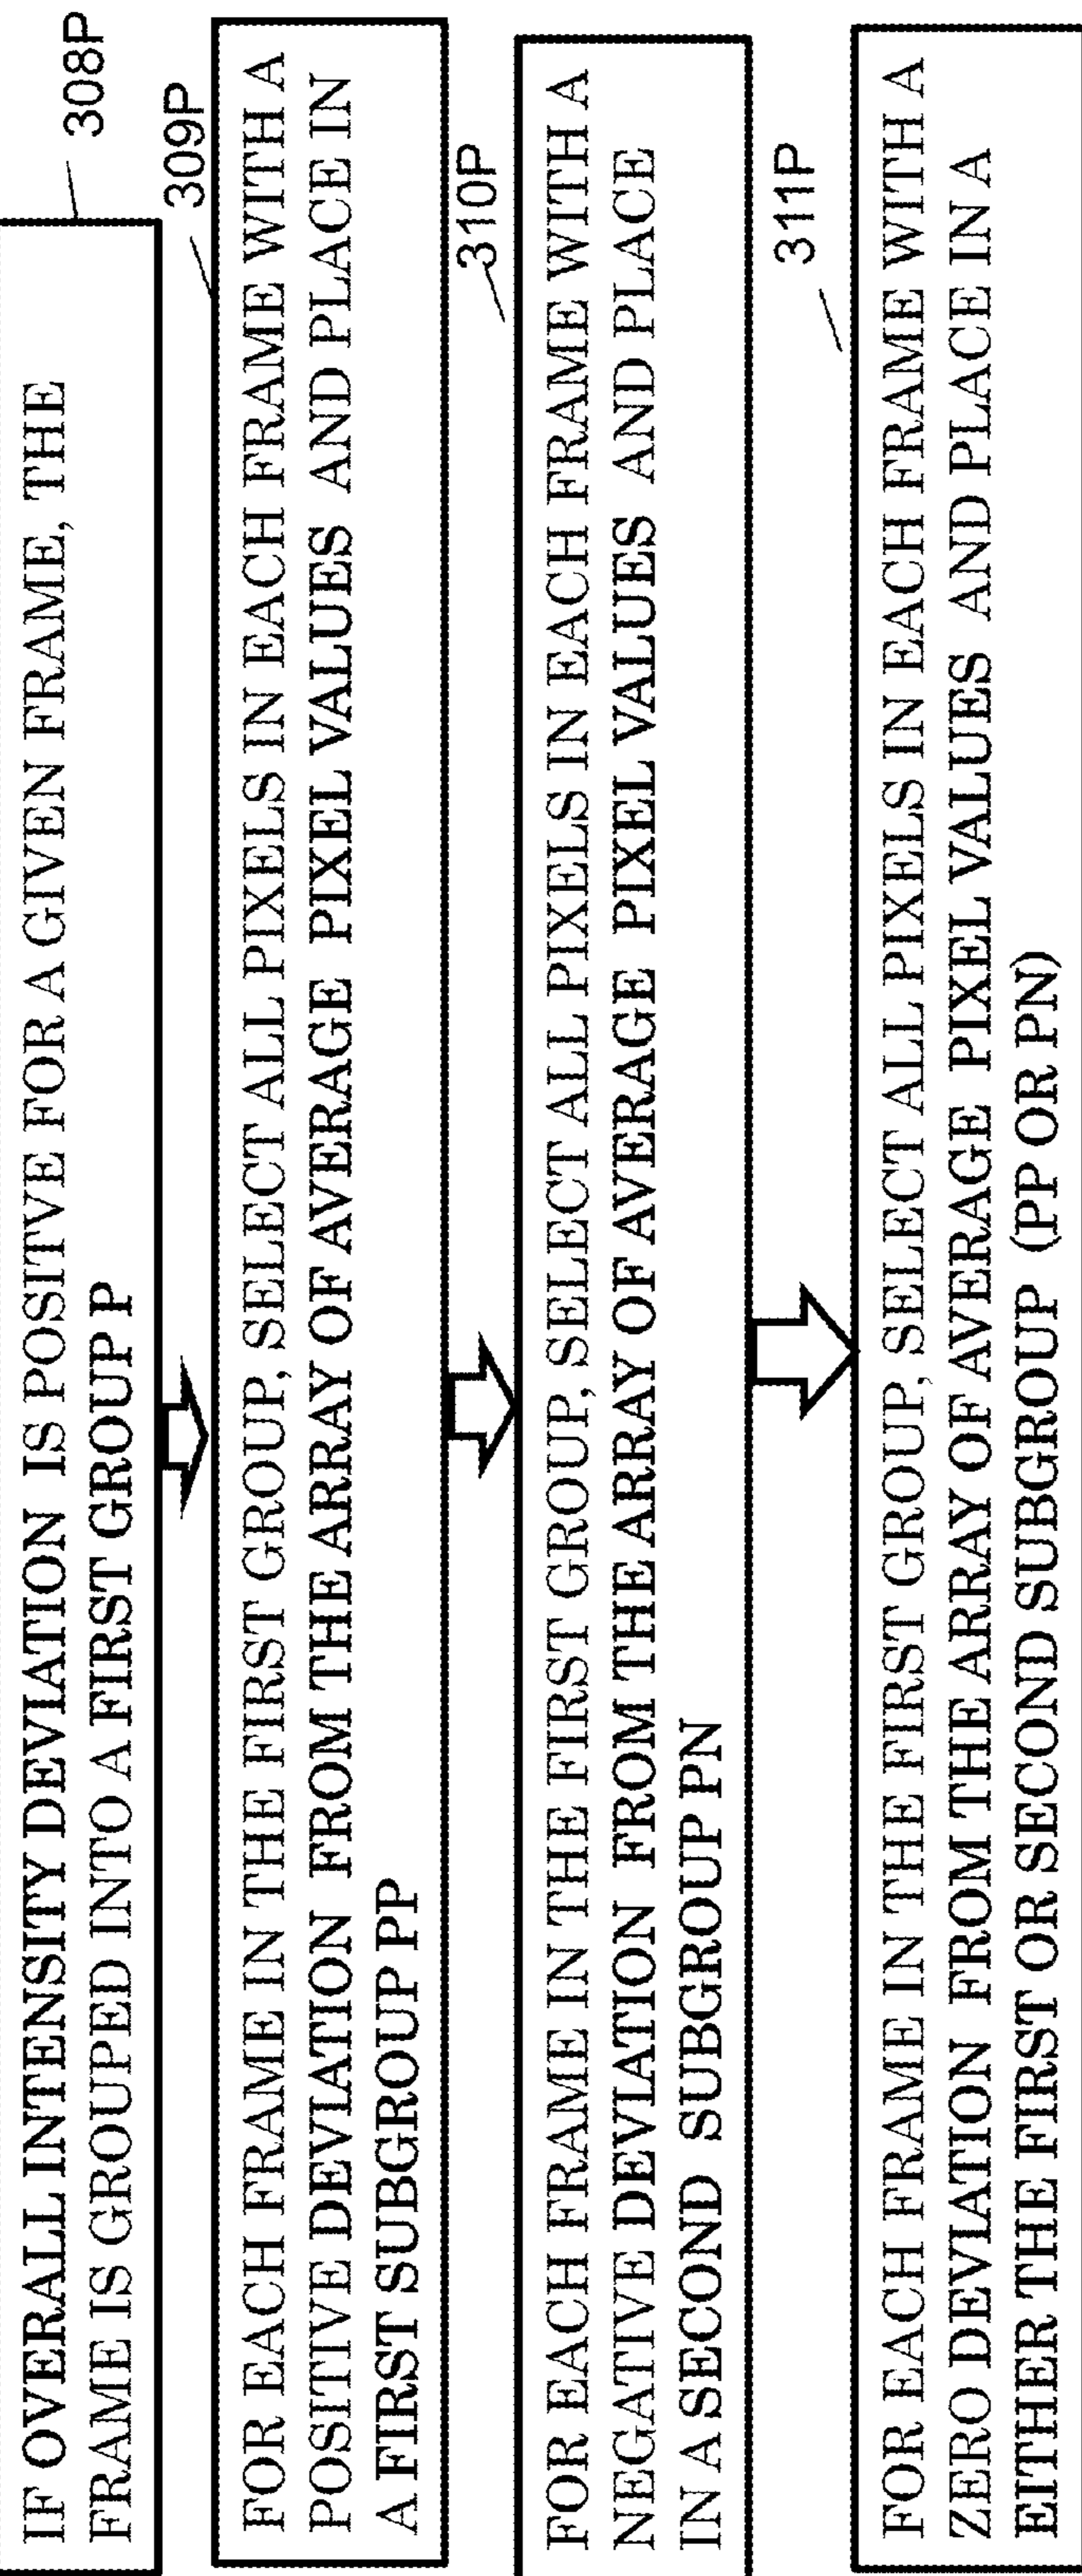 308P
IF OVERALL INTENSITY DEVIATION IS POSITVE FOR A GIVEN FRAME, THE
FRAME IS GROUPED INTO A FIRST GROUP P
309P
FOR EACH FRAME IN THE FIRST GROUP, SELECT ALL PIXELS IN EACH FRAME WITH A
POSITIVE DEVIATION FROM THE ARRAY OF AVERAGE PIXEL VALUES AND PLACE IN
A FIRST SUBGROUP PP
310P
FOR EACH FRAME IN THE FIRST GROUP, SELECT ALL PIXELS IN EACH FRAME WITH A
NEGATIVE DEVIATION FROM THE ARRAY OF AVERAGE PIXEL VALUES AND PLACE
IN A SECOND SUBGROUP PN
311P
FOR EACH FRAME IN THE FIRST GROUP, SELECT ALL PIXELS IN EACH FRAME WITH A
ZERO DEVIATION FROM THE ARRAY OF AVERAGE PIXEL VALUES AND PLACE IN A
EITHER THE FIRST OR SECOND SUBGROUP (PP OR PN)